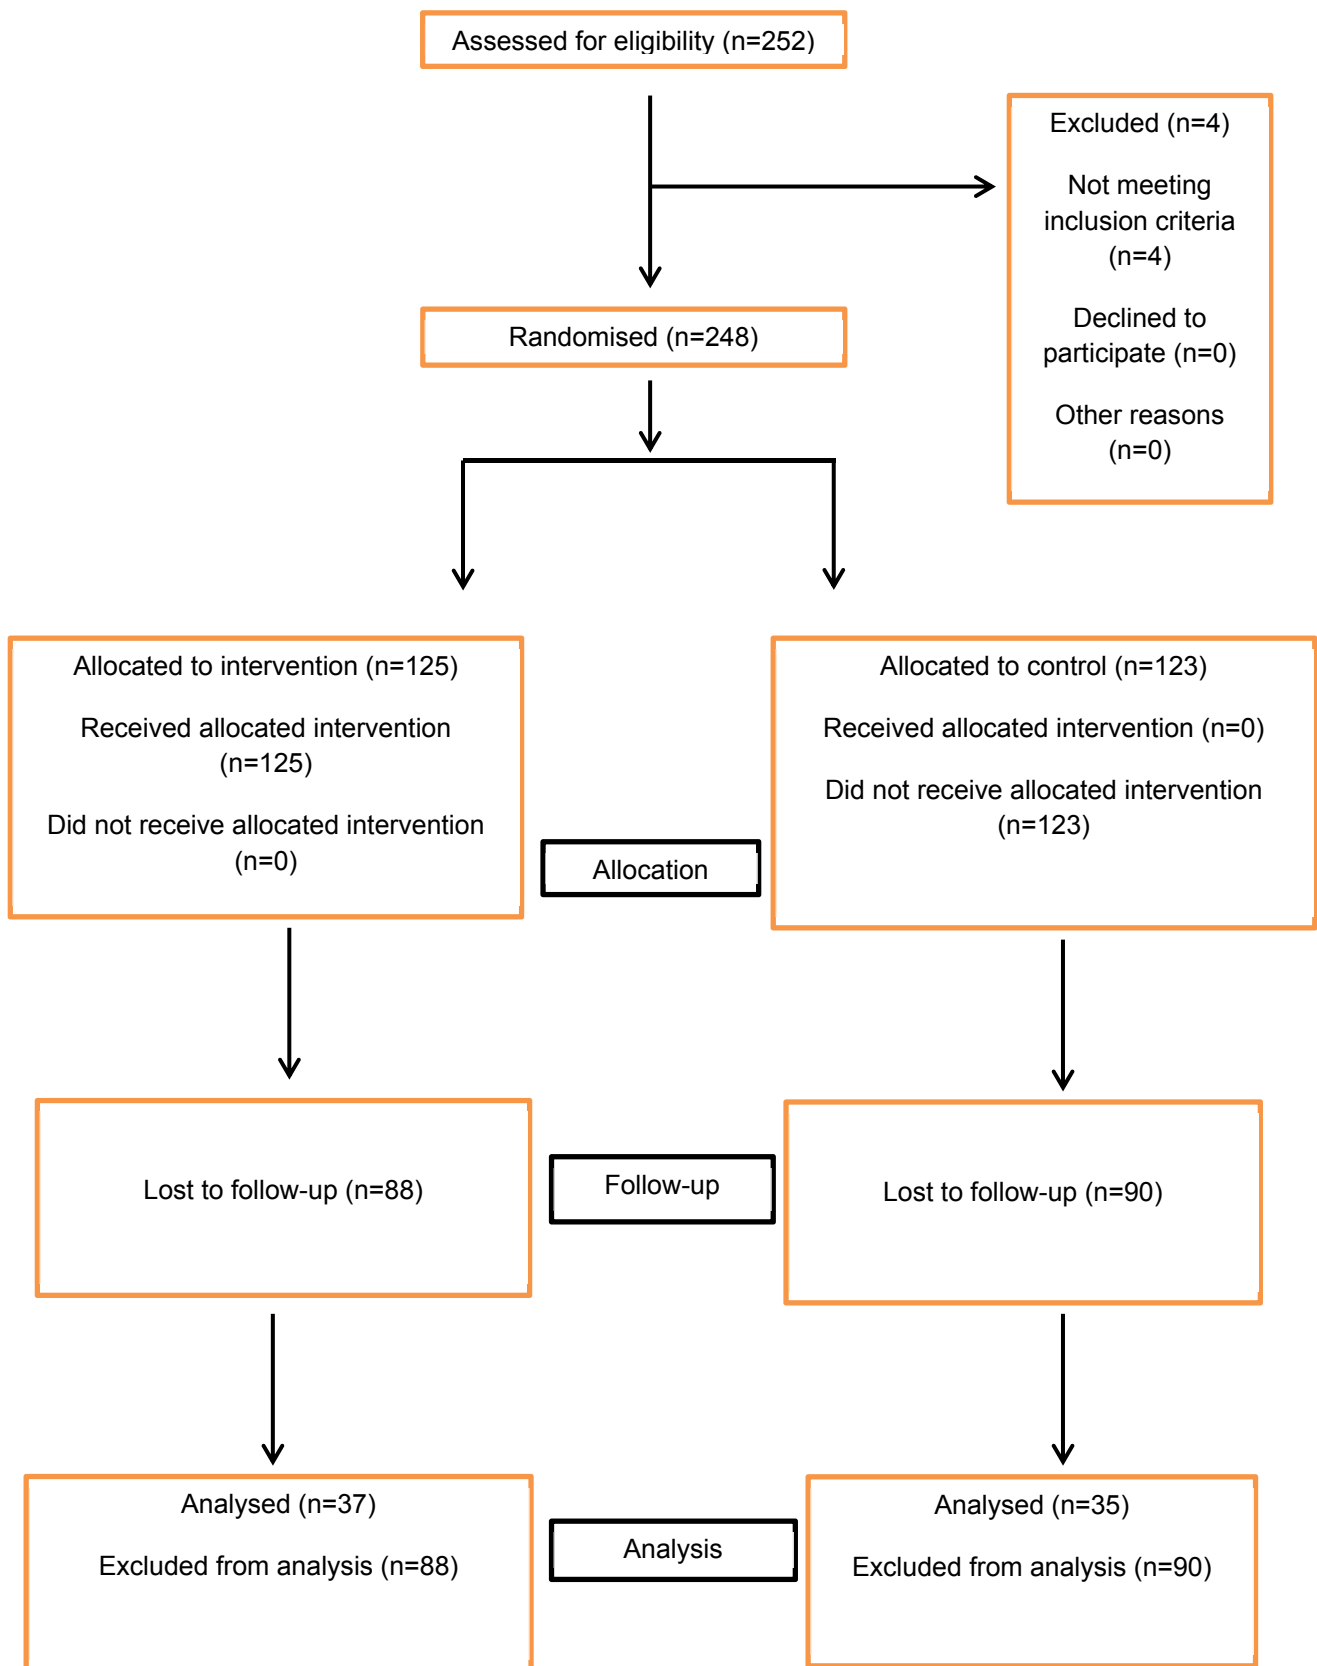 Assessed for eligibility (n=252)
Excluded (n=4)
Not meeting
inclusion criteria
(n=4)
Declined to
participate (n=0)
Other reasons
(n=0)
Randomised (n=248)
Allocated to intervention (n=125)
Received allocated intervention
(n=125)
Did not receive allocated intervention
(n=0)
Allocation
Allocated to control (n=123)
Received allocated intervention (n=0)
Did not receive allocated intervention
(n=123)
Lost to follow-up (n=88)
Follow-up
Lost to follow-up (n=90)
Analysed (n=37)
Excluded from analysis (n=88)
Analysis
Analysed (n=35)
Excluded from analysis (n=90)